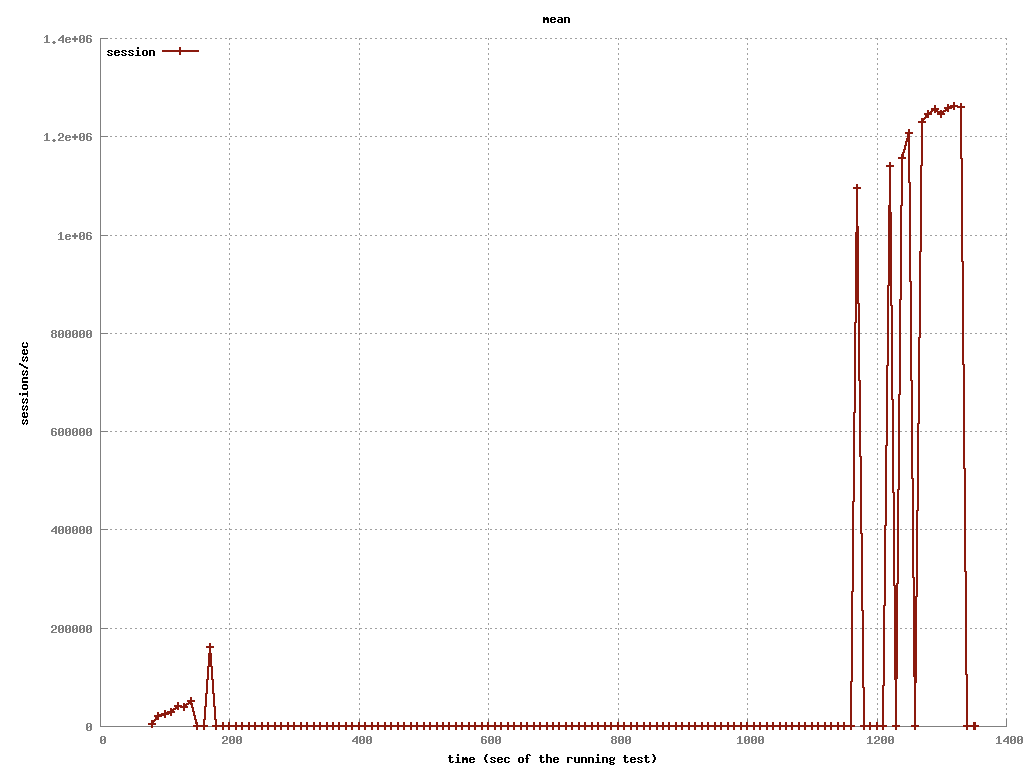 mean
1.4e+06
session
1.2e+06
1e+06
800000
sessions/sec
600000
400000
200000
0
0 200 400 600 800 1000 1200 1400
time (sec of the running test)